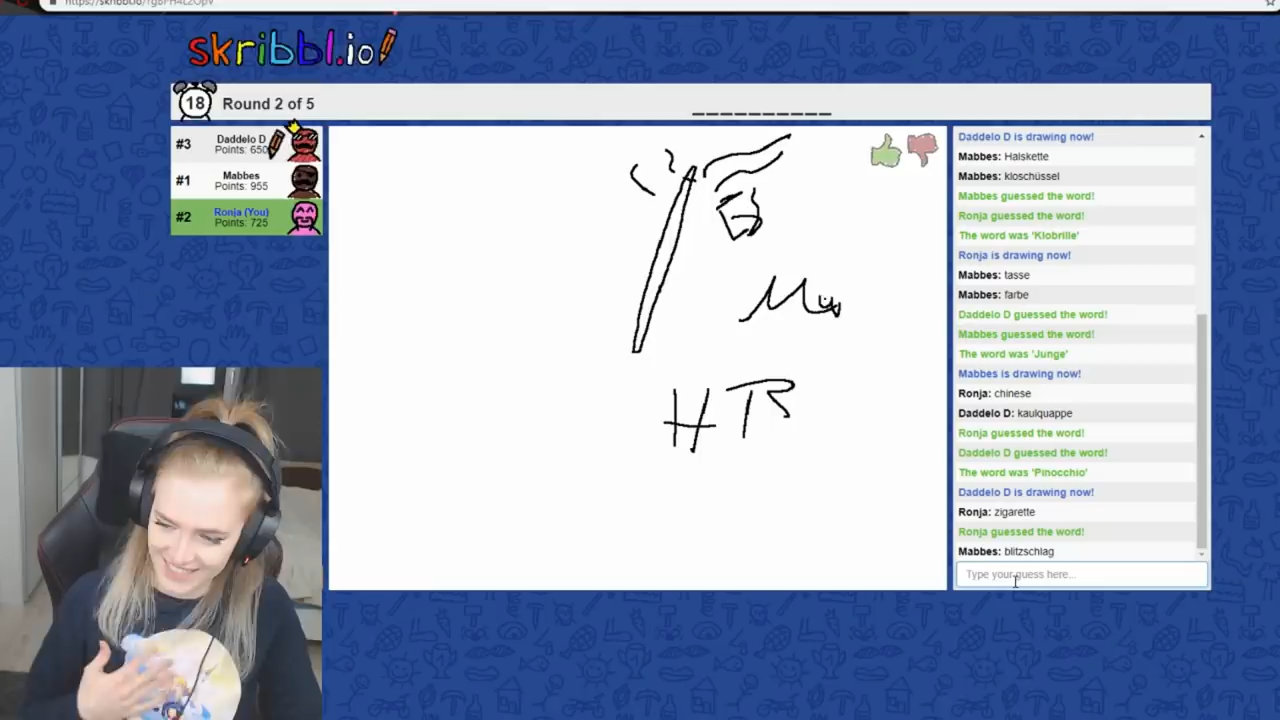 skribbl.io
18 Round 2 of 5 __________
#3 Daddelo D
Points: 650
#1 Mabbes
Points: 955
#2 Ronja (You)
Points: 725
HTB
Daddelo D is drawing now!
Mabbes: Halskette
Mabbes: kloschüssel
Mabbes guessed the word!
Ronja guessed the word!
The word was 'Klobrille'
Ronja is drawing now!
Mabbes: tasse
Mabbes: farbe
Daddelo D guessed the word!
Mabbes guessed the word!
The word was 'Junge'
Mabbes is drawing now!
Ronja: chinese
Daddelo D: kaulquappe
Ronja guessed the word!
Daddelo D guessed the word!
The word was 'Pinocchio'
Daddelo D is drawing now!
Ronja: zigarette
Ronja guessed the word!
Mabbes: blitzschlag
Type your guess here...